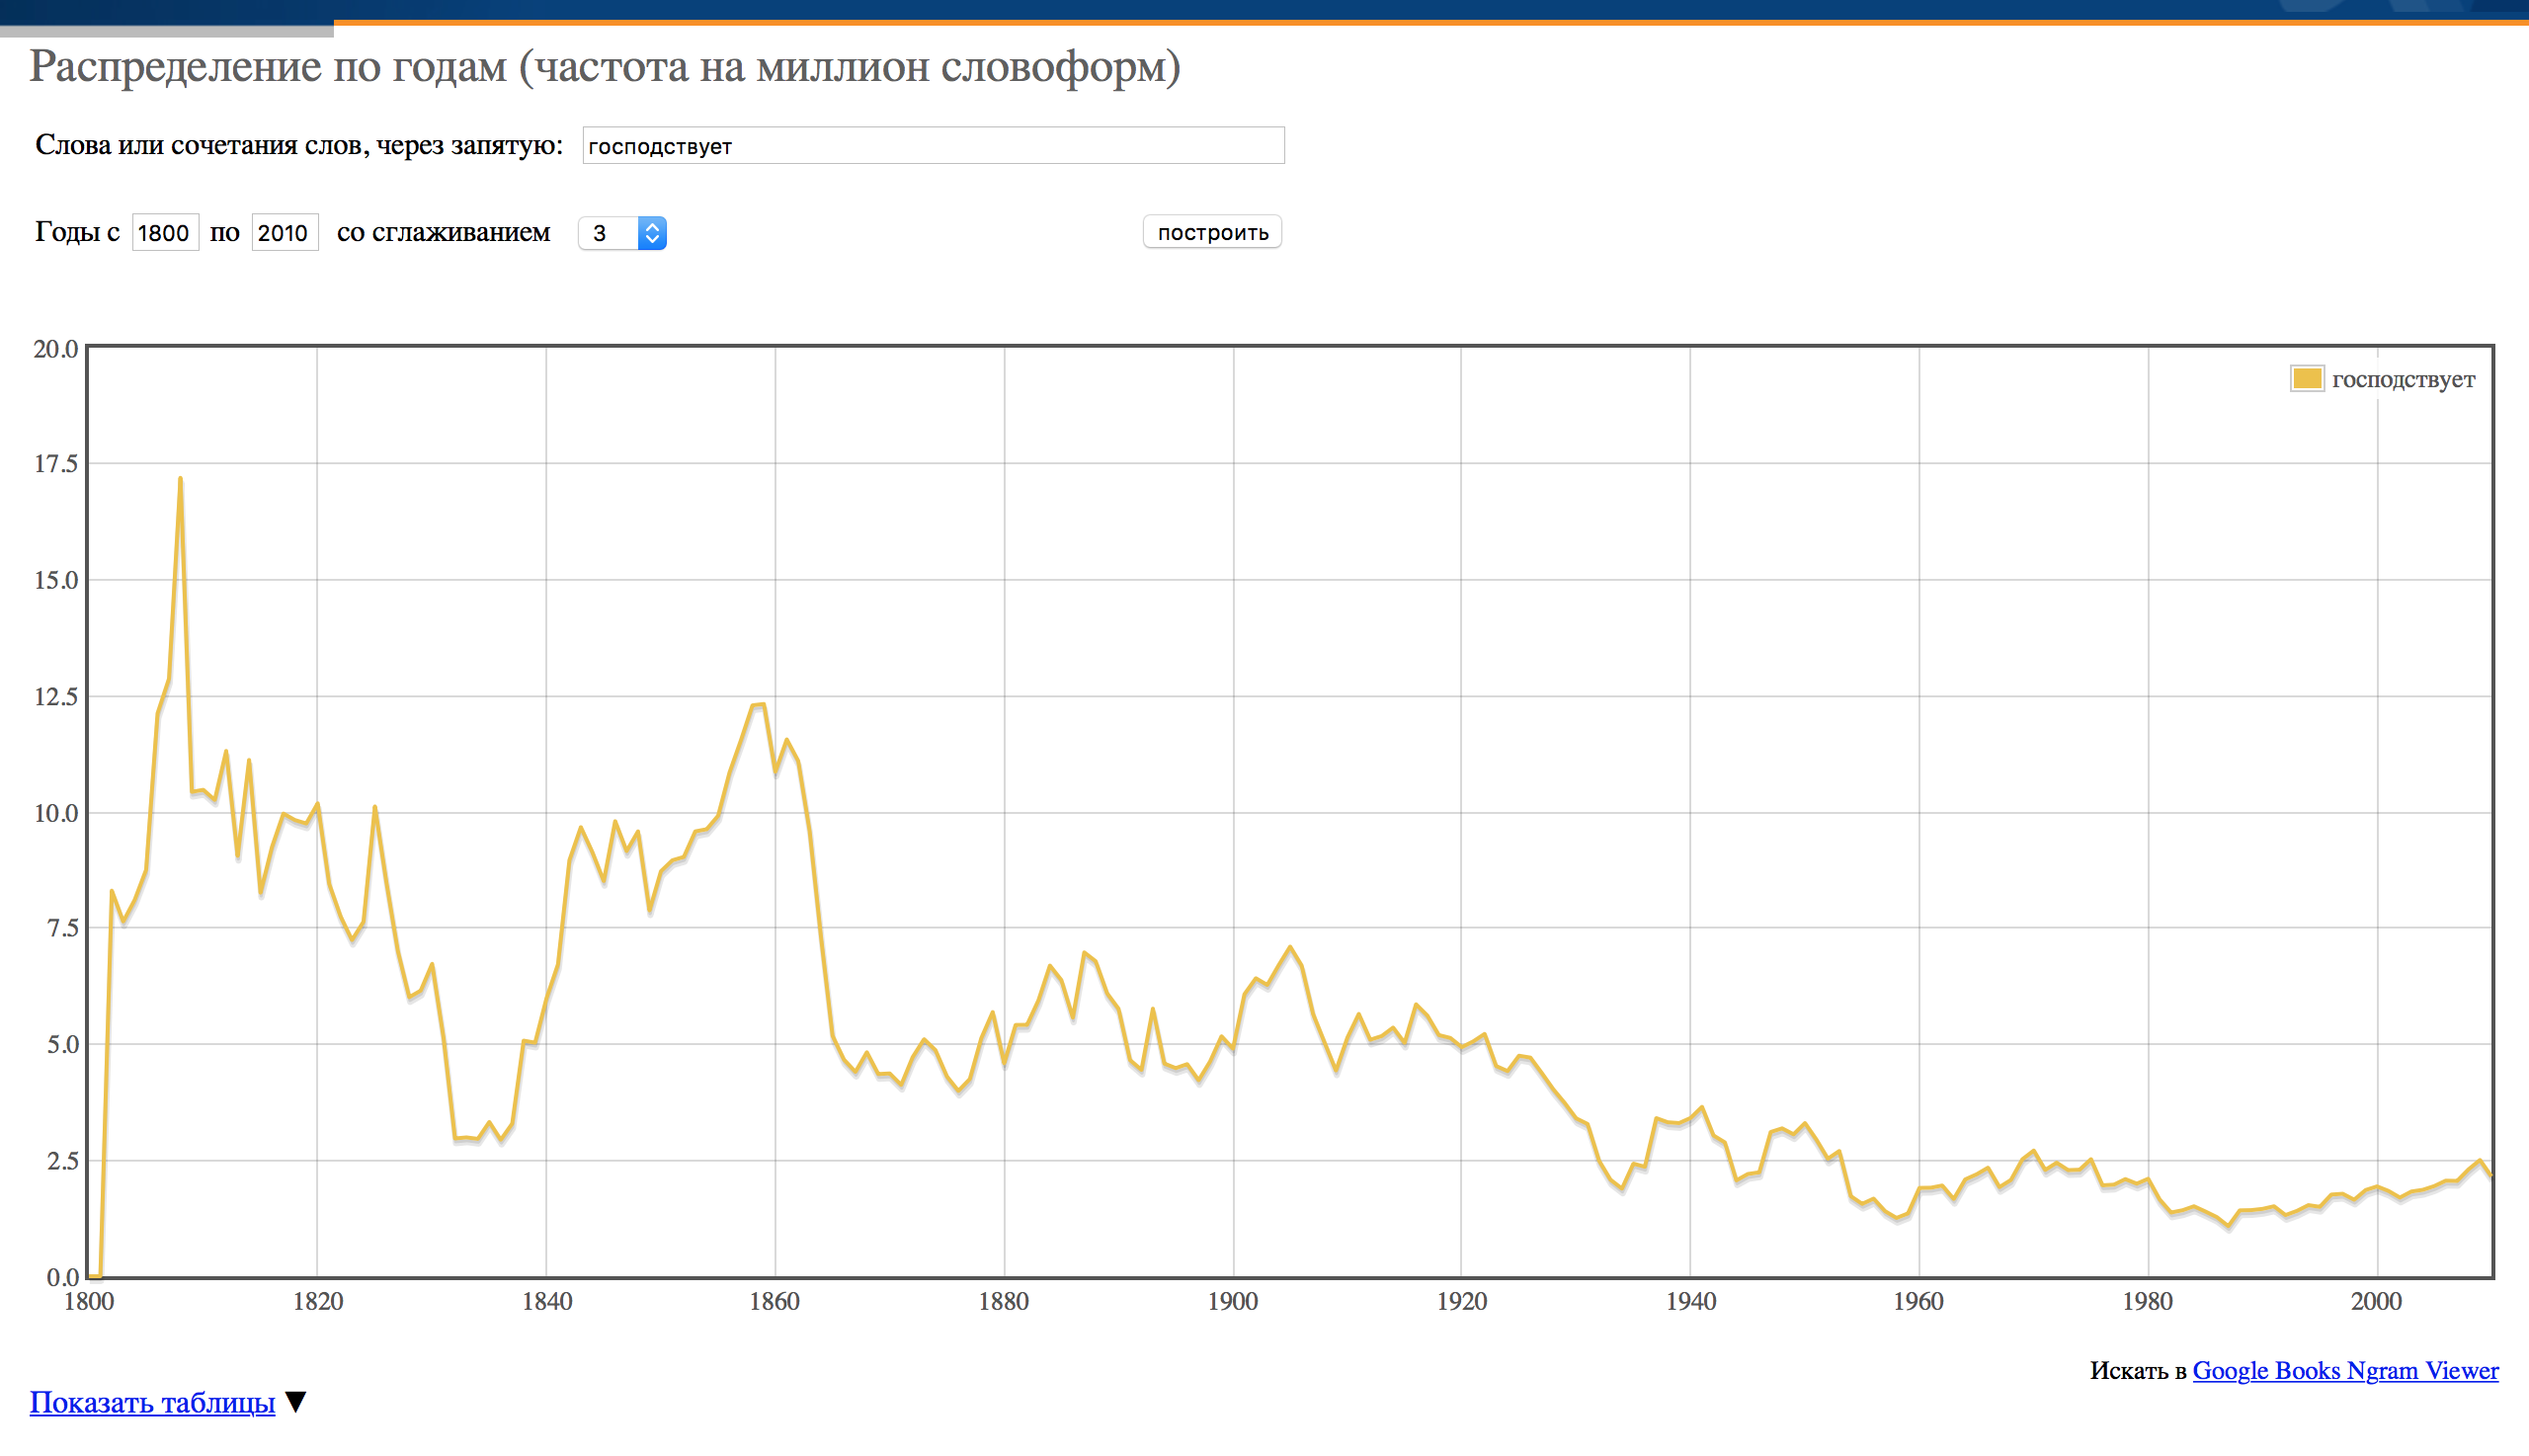 Распределение по годам (частота на миллион словоформ)
Слова или сочетания слов, через запятую: господствует
Годы с 1800 по 2010 со сглаживанием 3 построить
20.0
господствует
17.5
15.0
12.5
10.0
7.5
5.0
2.5
0.0
1800 1820 1840 1860 1880 1900 1920 1940 1960 1980 2000
Искать в Google Books Ngram Viewer
Показать таблицы ▼